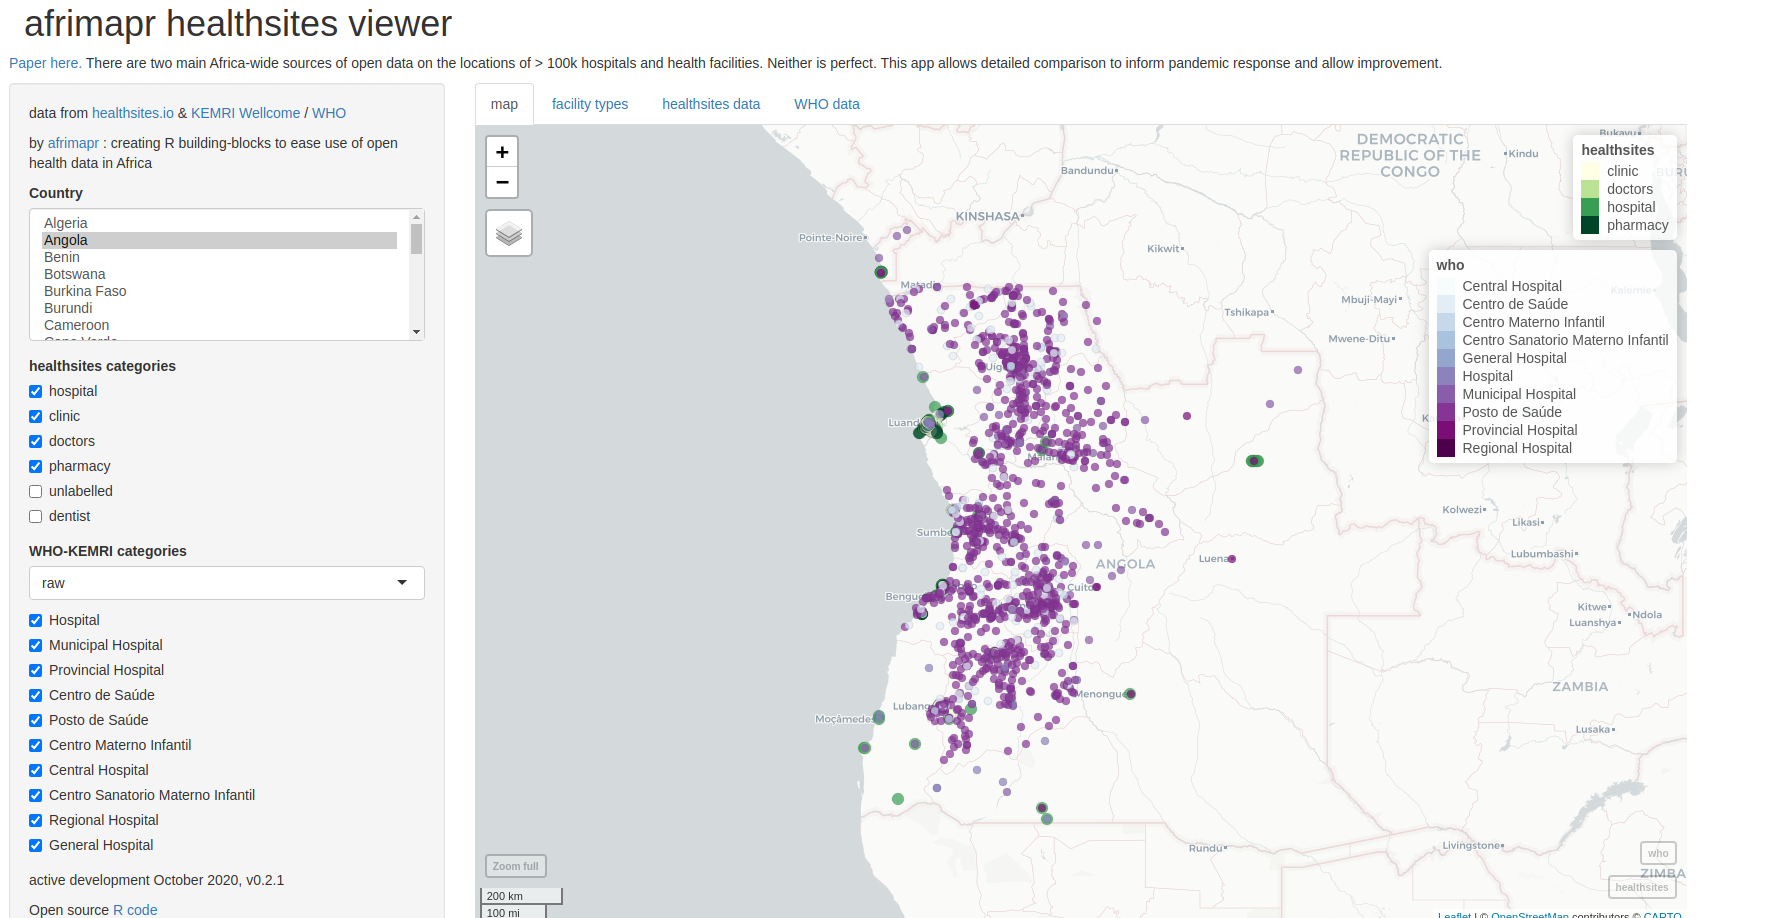 afrimapr healthsites viewer
Paper here. There are two main Africa-wide sources of open data on the locations of > 100k hospitals and health facilities. Neither is perfect. This app allows detailed comparison to inform pandemic response and allow improvement.
data from healthsites.io & KEMRI Wellcome / WHO
by afrimapr : creating R building-blocks to ease use of open
health data in Africa
Country
Algeria
Angola
Benin
Botswana
Burkina Faso
Burundi
Cameroon
healthsites categories
hospital
clinic
doctors
pharmacy
unlabelled
dentist
WHO-KEMRI categories
raw
Hospital
Municipal Hospital
Provincial Hospital
Centro de Saúde
Posto de Saúde
Centro Materno Infantil
Central Hospital
Centro Sanatorio Materno Infantil
Regional Hospital
General Hospital
active development October 2020, v0.2.1
Open source R code
map
facility types
healthsites data
WHO data
+
−
DEMOCRATIC
REPUBLIC OF THE
CONGO
Bukavu
Kindu
Bandundu
KINSHASA
Pointe-Noire
Kikwit
Matadi
Tshikapa
Mbuji-Mayi
Kalemie
Mwene-Ditu
Kolwezi
Likasi
Lubumbashi
ANGOLA
Luena
Cuito
Kitwe
Ndola
Luanshya
ZAMBIA
Moçâmedes
Lusaka
Rundu
Livingstone
healthsites
clinic
doctors
hospital
pharmacy
who
Central Hospital
Centro de Saúde
Centro Materno Infantil
Centro Sanatorio Materno Infantil
General Hospital
Hospital
Municipal Hospital
Posto de Saúde
Provincial Hospital
Regional Hospital
Zoom full
200 km
100 mi
who
healthsites
Leaflet | © OpenStreetMap contributors © CARTO